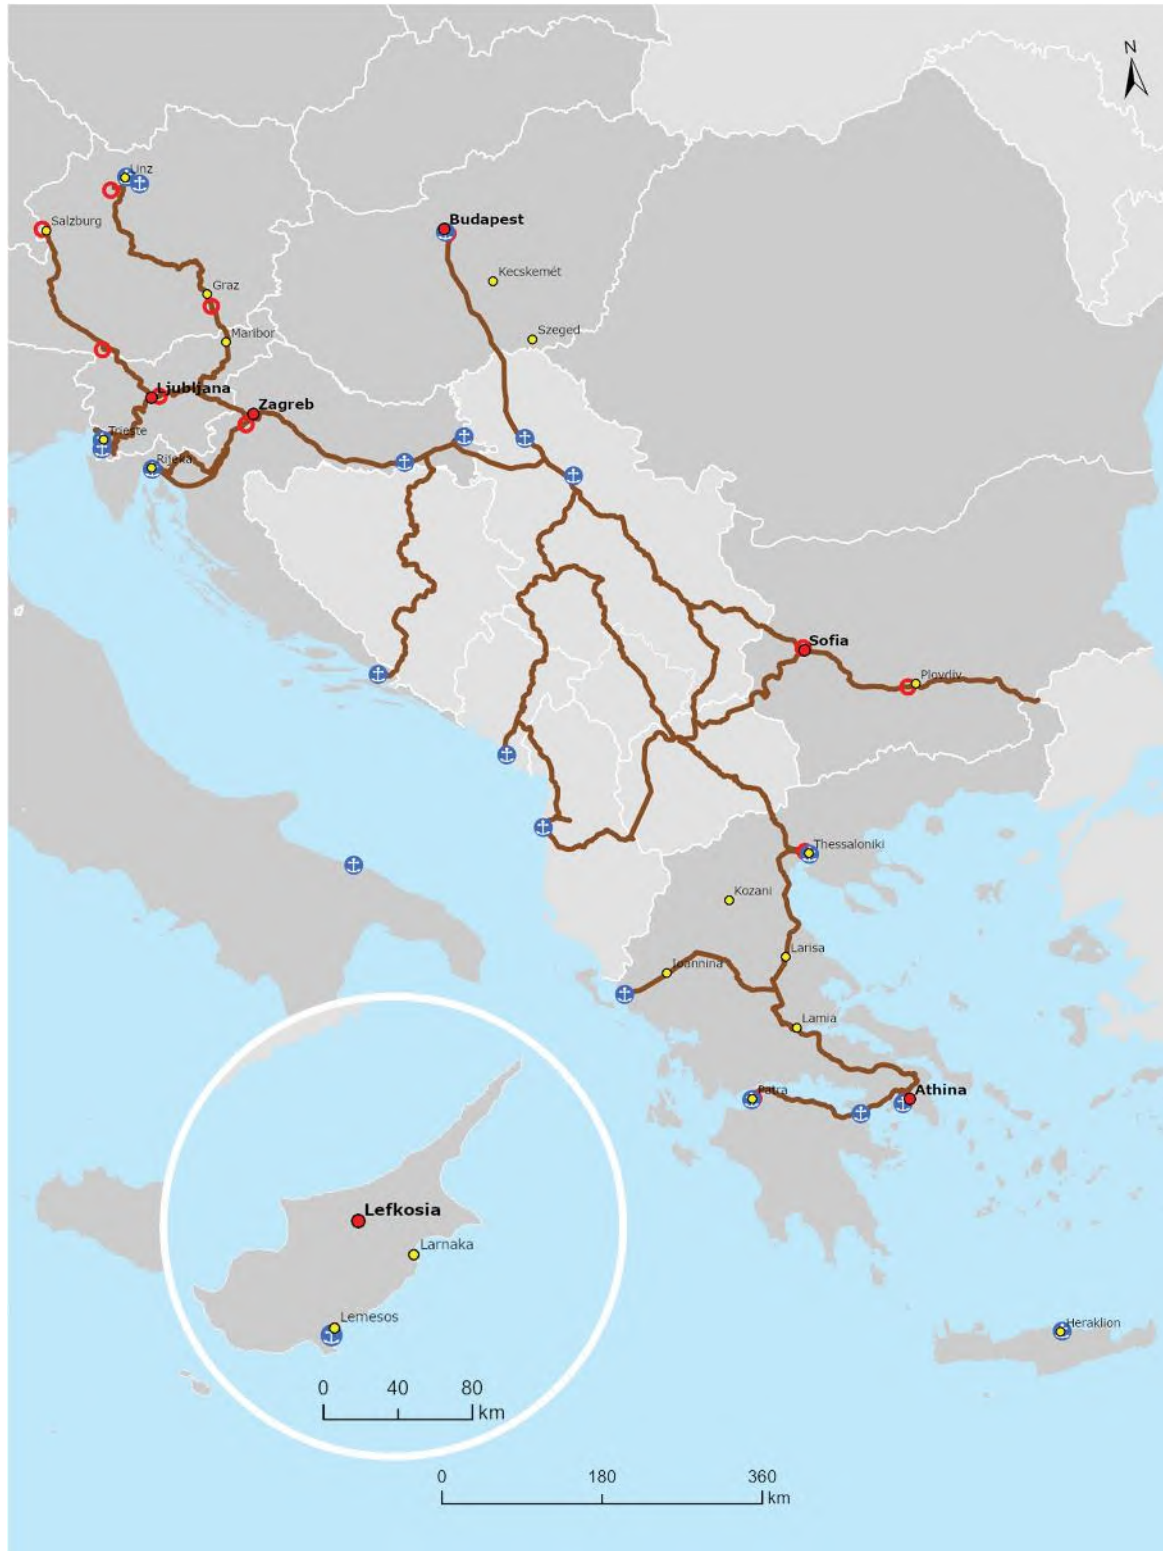 N
Linz
Salzburg
Budapest
Kecskemét
Graz
Maribor
Szeged
Ljubljana
Zagreb
Trieste
Rijeka
Sofia
Plovdiv
Thessaloniki
Kozani
Larisa
Ioannina
Lamia
Patra
Athina
Lefkosia
Larnaka
Lemesos
Heraklion
0 40 80
km
0 180 360
km